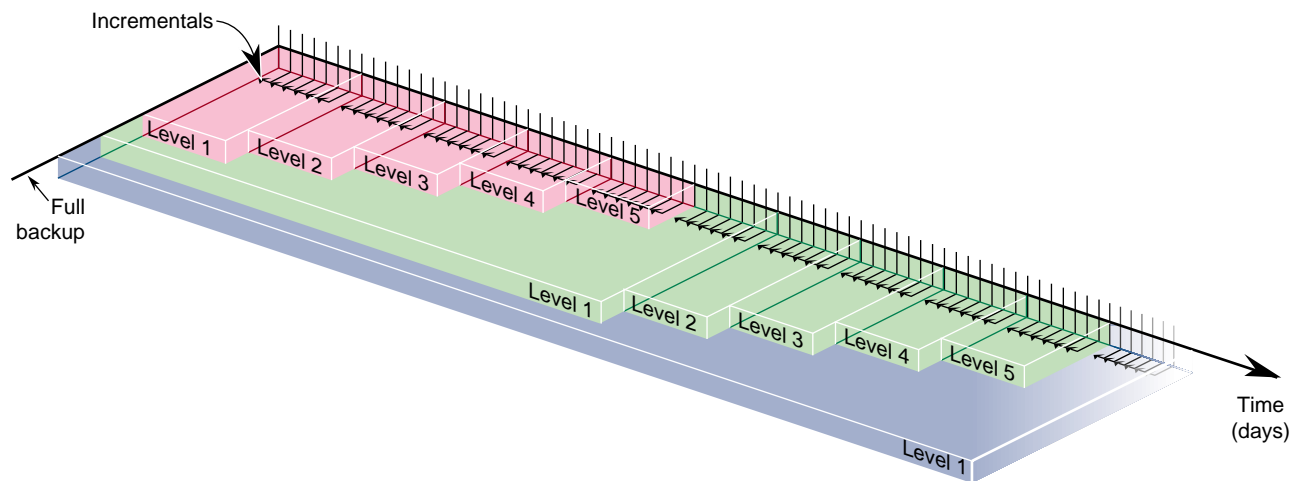 Incrementals
Level 1
Level 2
Level 3
Level 4
Level 5
Full
backup
Level 1
Level 2
Level 3
Level 4
Level 5
Level 1
Time
(days)